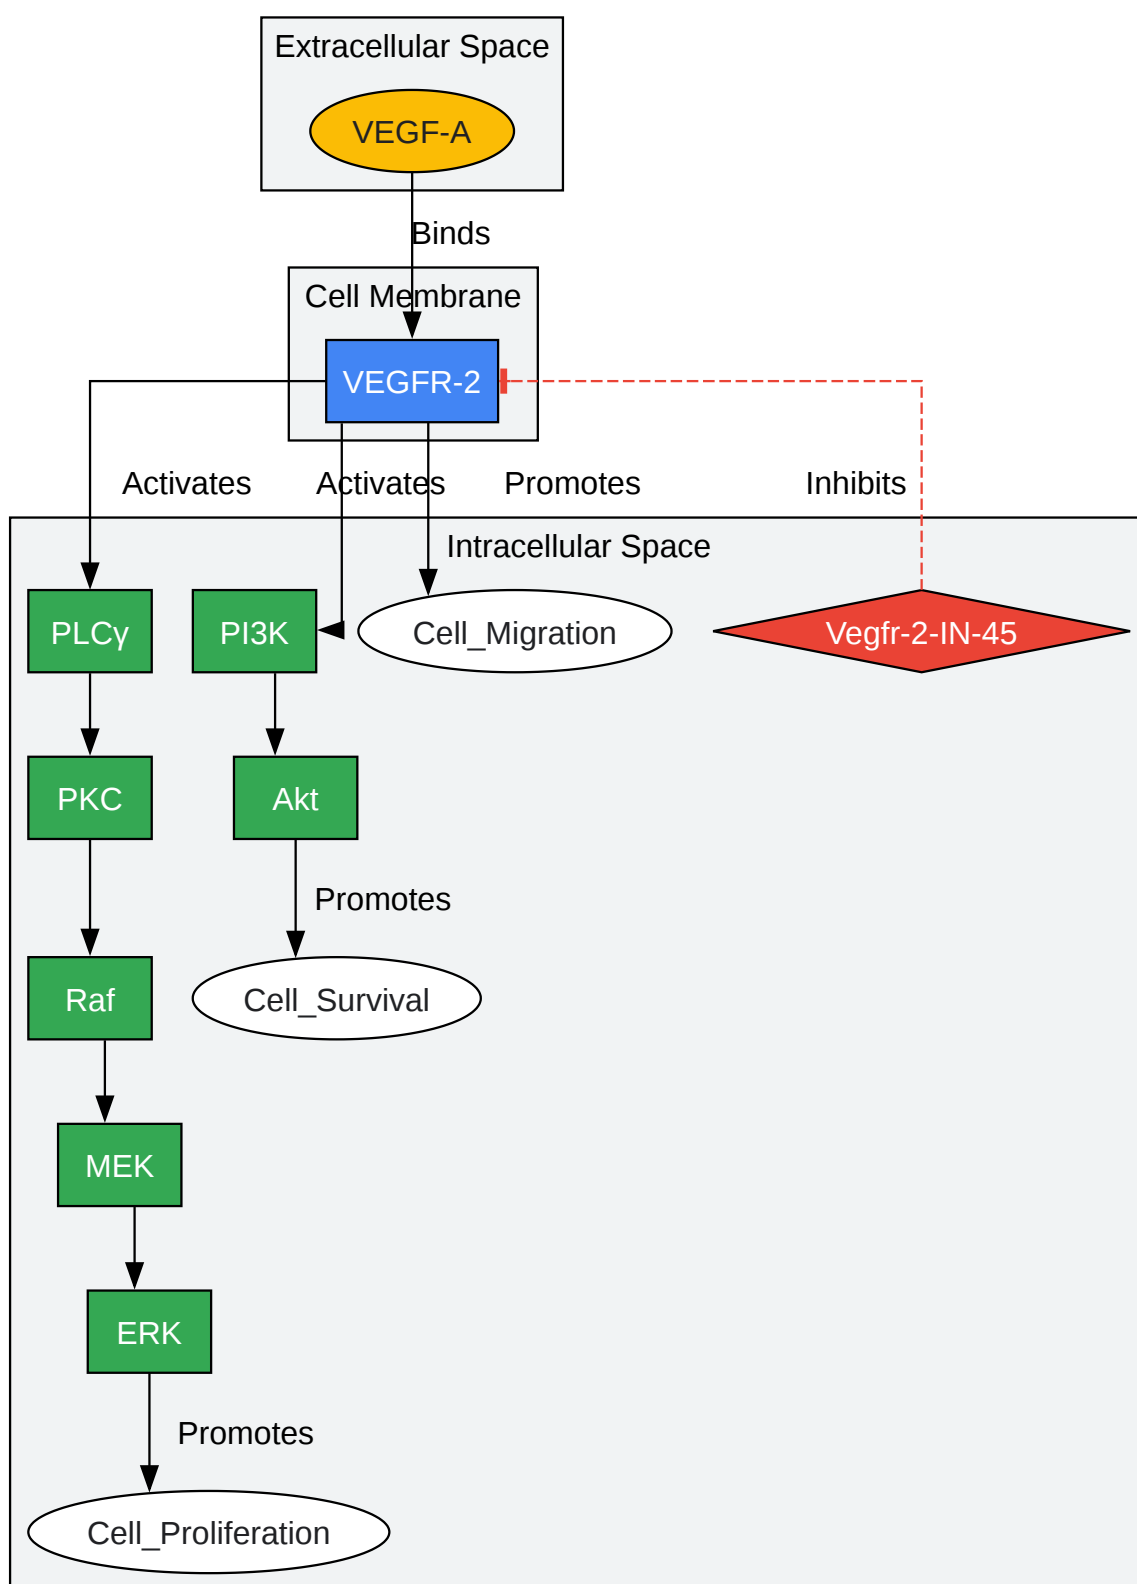 Extracellular Space
VEGF-A
Binds
Cell Membrane
VEGFR-2
Activates
Activates
Promotes
Inhibits
Intracellular Space
PLCγ
PI3K
Cell_Migration
Vegfr-2-IN-45
PKC
Akt
Promotes
Raf
Cell_Survival
MEK
ERK
Promotes
Cell_Proliferation